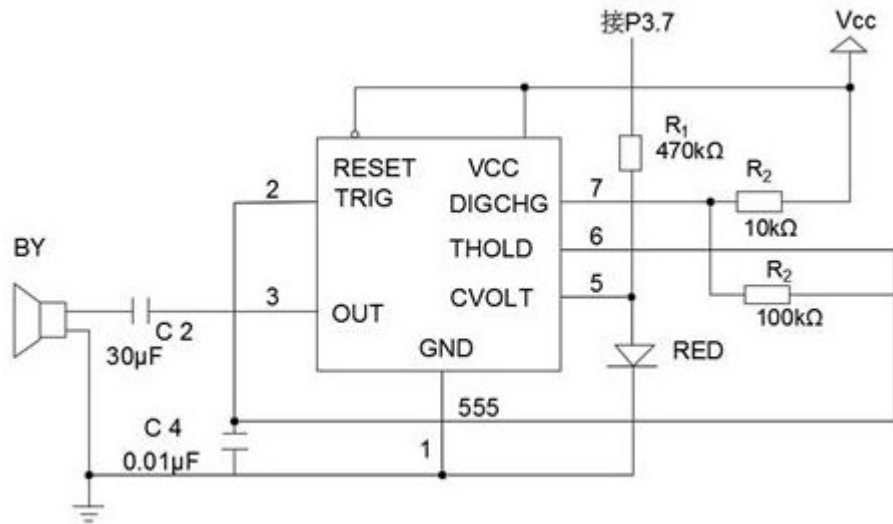 接P3.7
Vcc
R₁
470kΩ
RESET
VCC
R₂
2
TRIG
7
DIGCHG
10kΩ
BY
THOLD
6
R₂
3
5
OUT
CVOLT
100kΩ
C 2
GND
RED
30µF
555
C 4
1
0.01µF